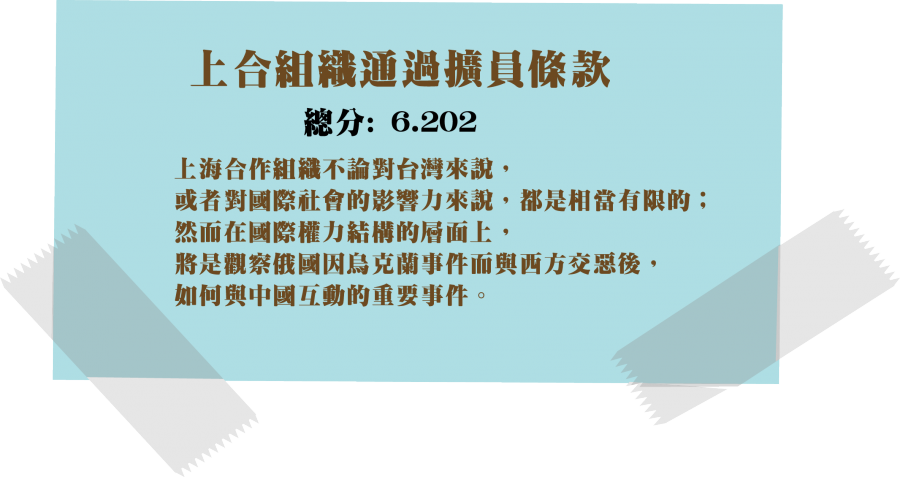 上合組織通過擴員條款
總分: 6.202
上海合作組織不論對台灣來說，
或者對國際社會的影響力來說，都是相當有限的；
然而在國際權力結構的層面上，
將是觀察俄國因烏克蘭事件而與西方交惡後，
如何與中國互動的重要事件。